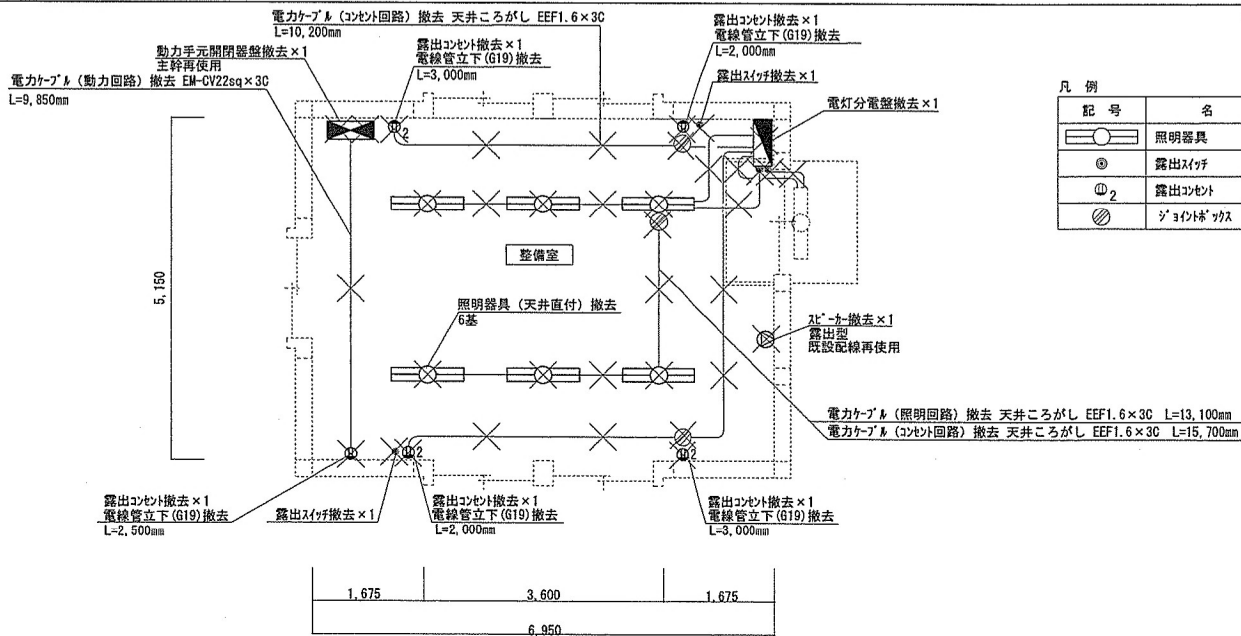 電力ケーブル (コンセント回路) 撤去 天井ころがし EEF1.6×3C
L=10,200mm
動力手元開閉器盤撤去×1
主幹再使用
電力ケーブル (動力回路) 撤去 EM-CV22sq×3C
L=9,850mm
露出コンセント撤去×1
電線管立下(G19)撤去
L=3,000mm
露出コンセント撤去×1
電線管立下(G19)撤去
L=2,000mm
露出スイッチ撤去×1
電灯分電盤撤去×1
凡 例
記 号
名
照明器具
露出スイッチ
2
露出コンセント
ジョイントボックス
2
2
5,150
整備室
照明器具 (天井直付) 撤去
6基
スピーカー撤去×1
露出型
既設配線再使用
電力ケーブル (照明回路) 撤去 天井ころがし EEF1.6×3C L=13,100mm
電力ケーブル (コンセント回路) 撤去 天井ころがし EEF1.6×3C L=15,700mm
2
2
2
露出コンセント撤去×1
電線管立下(G19)撤去
L=2,500mm
露出スイッチ撤去×1
露出コンセント撤去×1
電線管立下(G19)撤去
L=2,000mm
露出コンセント撤去×1
電線管立下(G19)撤去
L=3,000mm
1,675
3,600
1,675
6,950